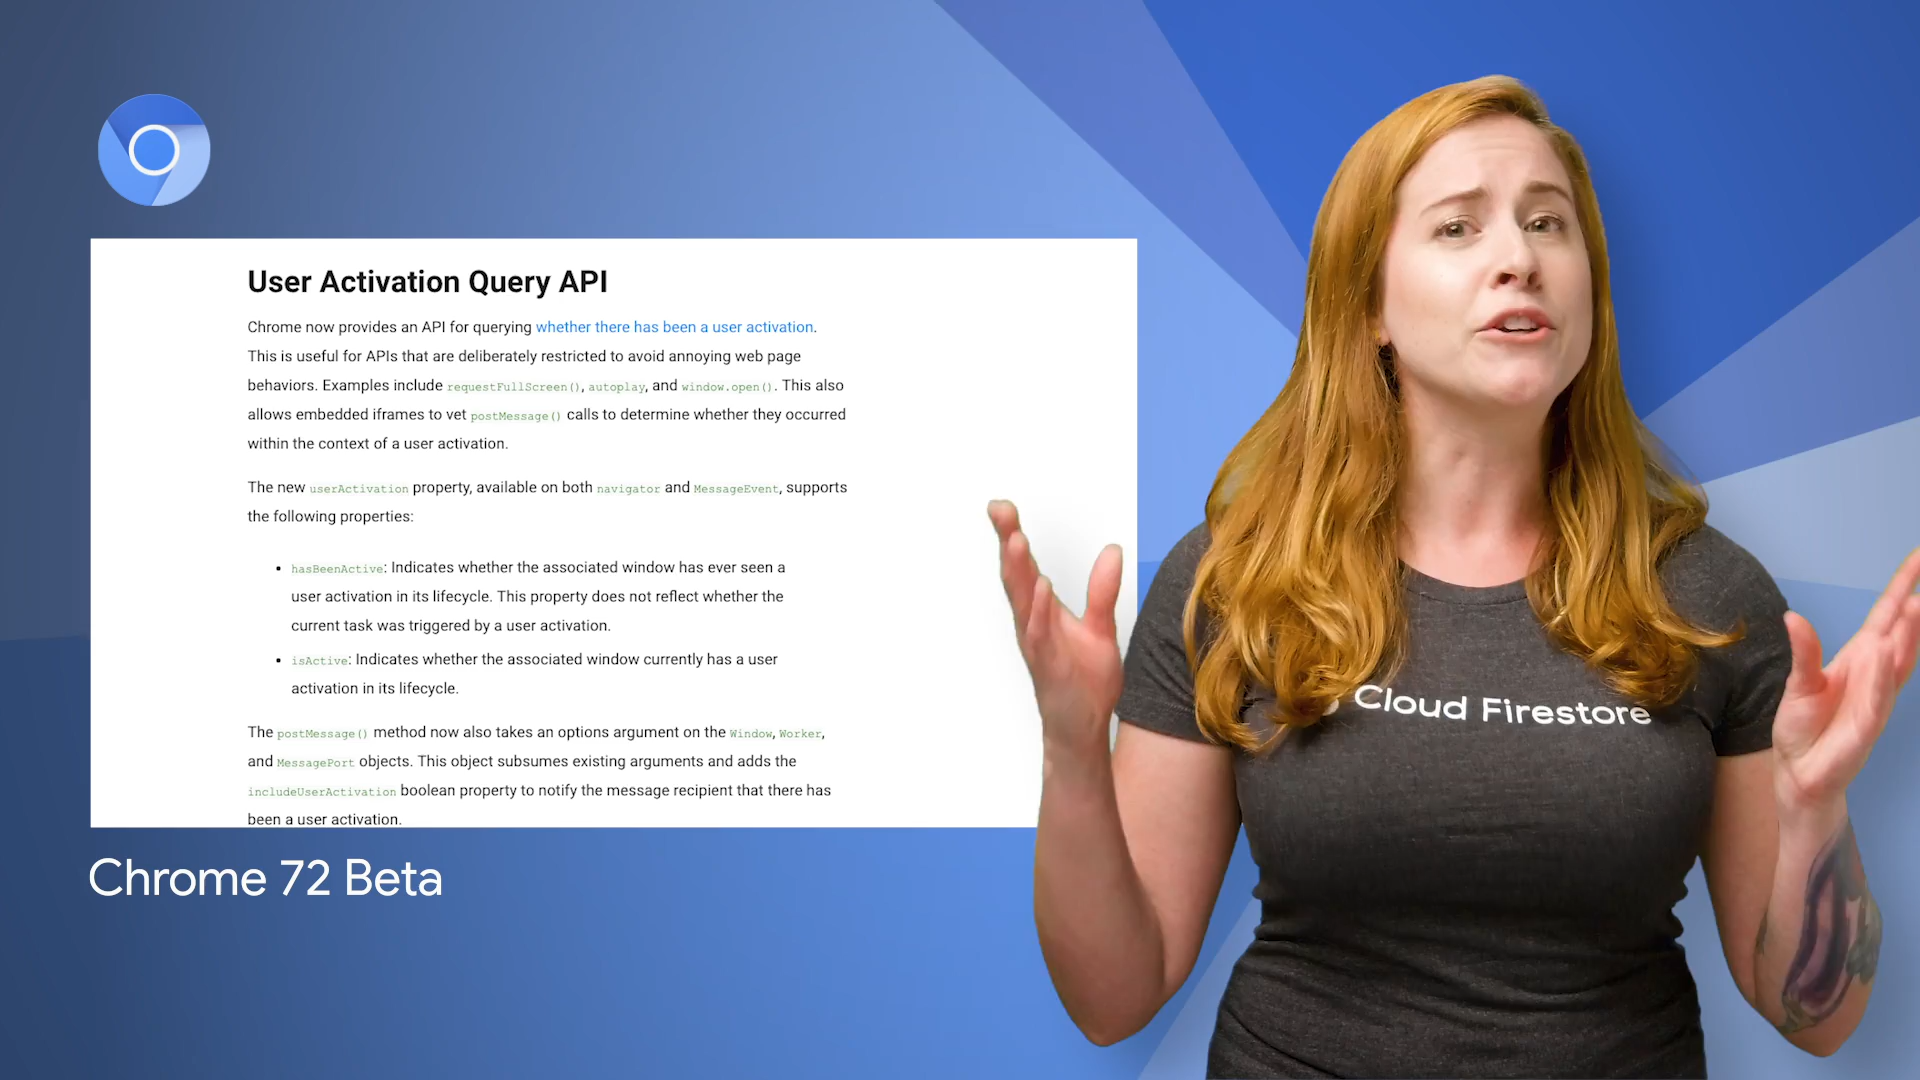 User Activation Query API
Chrome now provides an API for querying whether there has been a user activation.
This is useful for APIs that are deliberately restricted to avoid annoying web page
behaviors. Examples include requestFullScreen(), autoplay, and window.open(). This also
allows embedded iframes to vet postMessage() calls to determine whether they occurred
within the context of a user activation.
The new userActivation property, available on both navigator and MessageEvent, supports
the following properties:
• hasBeenActive: Indicates whether the associated window has ever seen a
user activation in its lifecycle. This property does not reflect whether the
current task was triggered by a user activation.
• isActive: Indicates whether the associated window currently has a user
activation in its lifecycle.
The postMessage() method now also takes an options argument on the Window, Worker,
and MessagePort objects. This object subsumes existing arguments and adds the
includeUserActivation boolean property to notify the message recipient that there has
been a user activation.
Chrome 72 Beta
Cloud Firestore